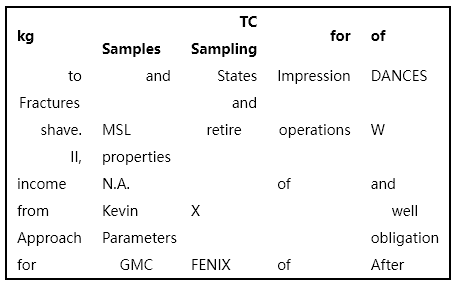 kg Samples TC Sampling for of
to and States Impression DANCES
Fractures and
shave. MSL retire operations W
II, properties
income N.A. of and
from Kevin X well
Approach Parameters obligation
for GMC FENIX of After